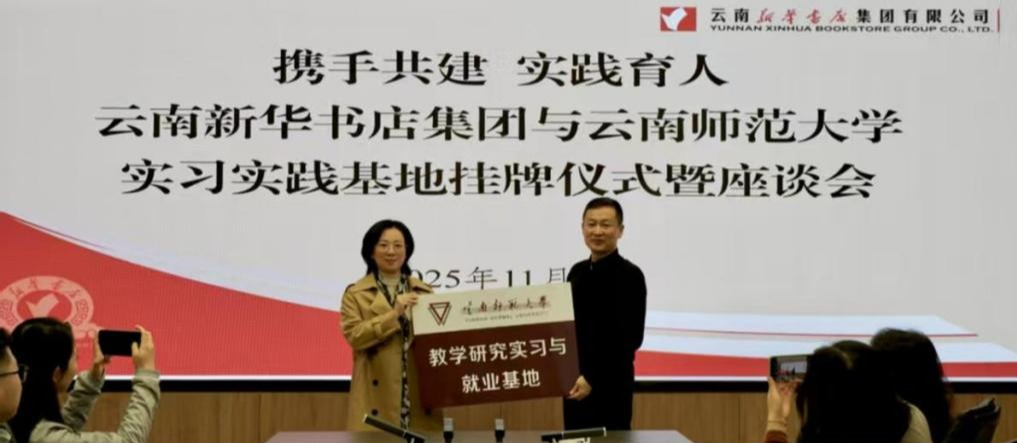 云南新华书店集团有限公司
YUNNAN XINHUA BOOKSTORE GROUP CO., LTD.
携手共建 实践育人
云南新华书店集团与云南师范大学
实习实践基地挂牌仪式暨座谈会
025年11月
云南师范大学
YUNNAN NORMAL UNIVERSITY
教学研究实习与
就业基地
新华书店